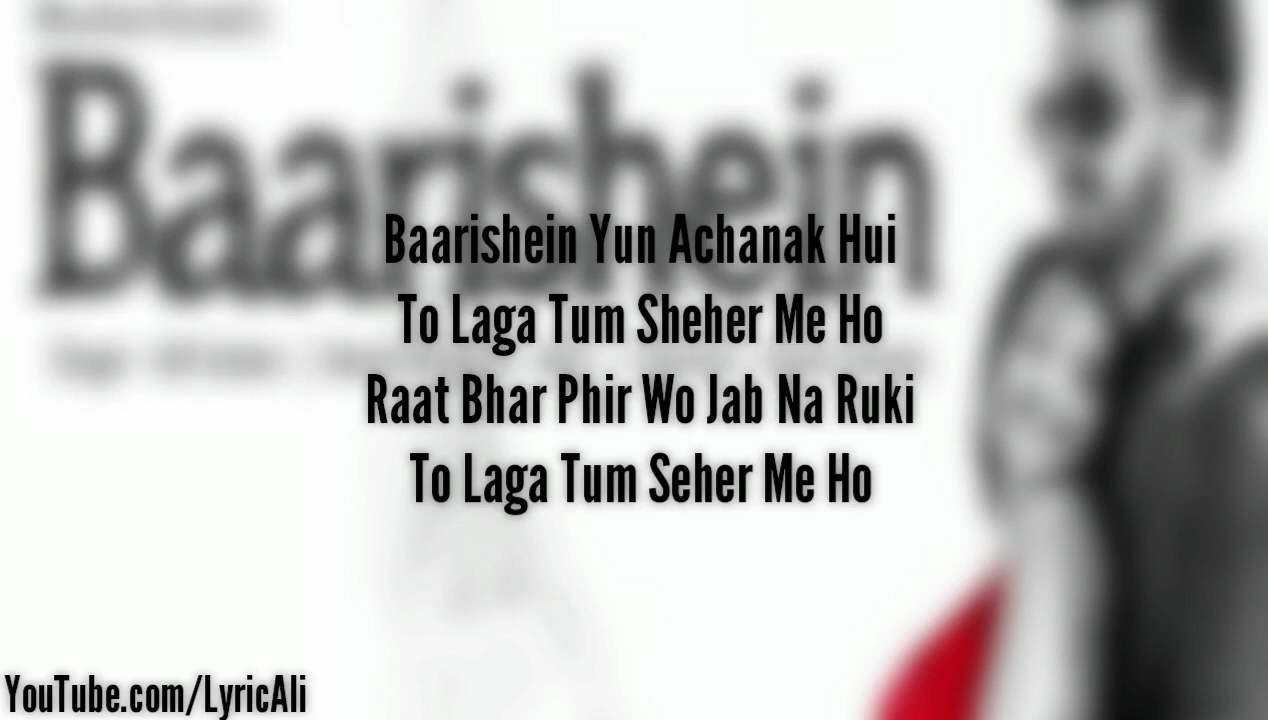 Baarishein
Baarishein Yun Achanak Hui
To Laga Tum Sheher Me Ho
Raat Bhar Phir Wo Jab Na Ruki
To Laga Tum Seher Me Ho
YouTube.com/LyricAli